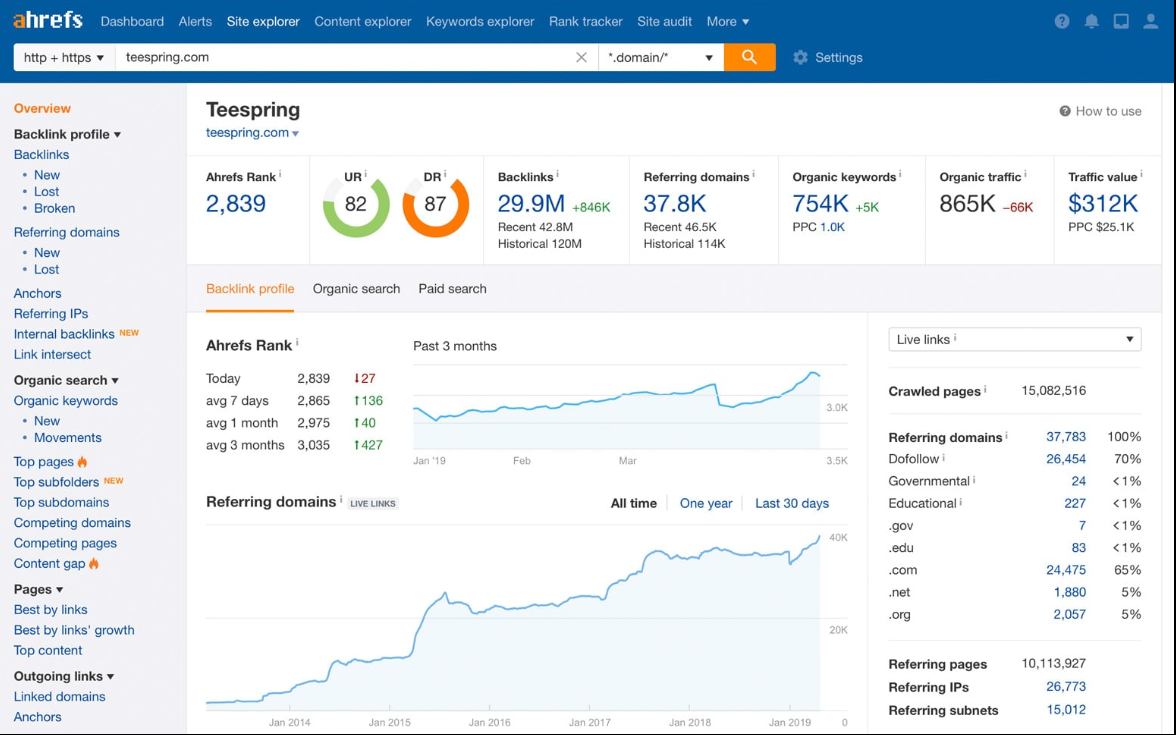 ahrefs Dashboard Alerts Site explorer Content explorer Keywords explorer Rank tracker Site audit More ▼ ?
http + https ▼ teespring.com × *.domain/* ▼ Settings
Overview
Backlink profile ▼
Backlinks
• New
• Lost
• Broken
Referring domains
• New
• Lost
Anchors
Referring IPs
Internal backlinks NEW
Link intersect
Organic search ▼
Organic keywords
• New
• Movements
Top pages
Top subfolders NEW
Top subdomains
Competing domains
Competing pages
Content gap
Pages ▼
Best by links
Best by links' growth
Top content
Outgoing links ▼
Linked domains
Anchors
Teespring
teespring.com ▼
? How to use
Ahrefs Rank i
2,839
UR i
82
DR i
87
Backlinks i
29.9M +846K
Recent 42.8M
Historical 120M
Referring domains i
37.8K
Recent 46.5K
Historical 114K
Organic keywords i
754K +5K
PPC 1.0K
Organic traffic i
865K −66K
Traffic value i
$312K
PPC $25.1K
Backlink profile Organic search Paid search
Ahrefs Rank i
Today 2,839 ↓27
avg 7 days 2,865 ↑136
avg 1 month 2,975 ↑40
avg 3 months 3,035 ↑427
Past 3 months
3.0K
Jan '19 Feb Mar 3.5K
Referring domains i LIVE LINKS
All time One year Last 30 days
40K
20K
Jan 2014 Jan 2015 Jan 2016 Jan 2017 Jan 2018 Jan 2019 0
Live links i ▼
Crawled pages i 15,082,516
Referring domains i 37,783 100%
Dofollow i 26,454 70%
Governmental i 24 <1%
Educational i 227 <1%
.gov 7 <1%
.edu 83 <1%
.com 24,475 65%
.net 1,880 5%
.org 2,057 5%
Referring pages 10,113,927
Referring IPs 26,773
Referring subnets 15,012